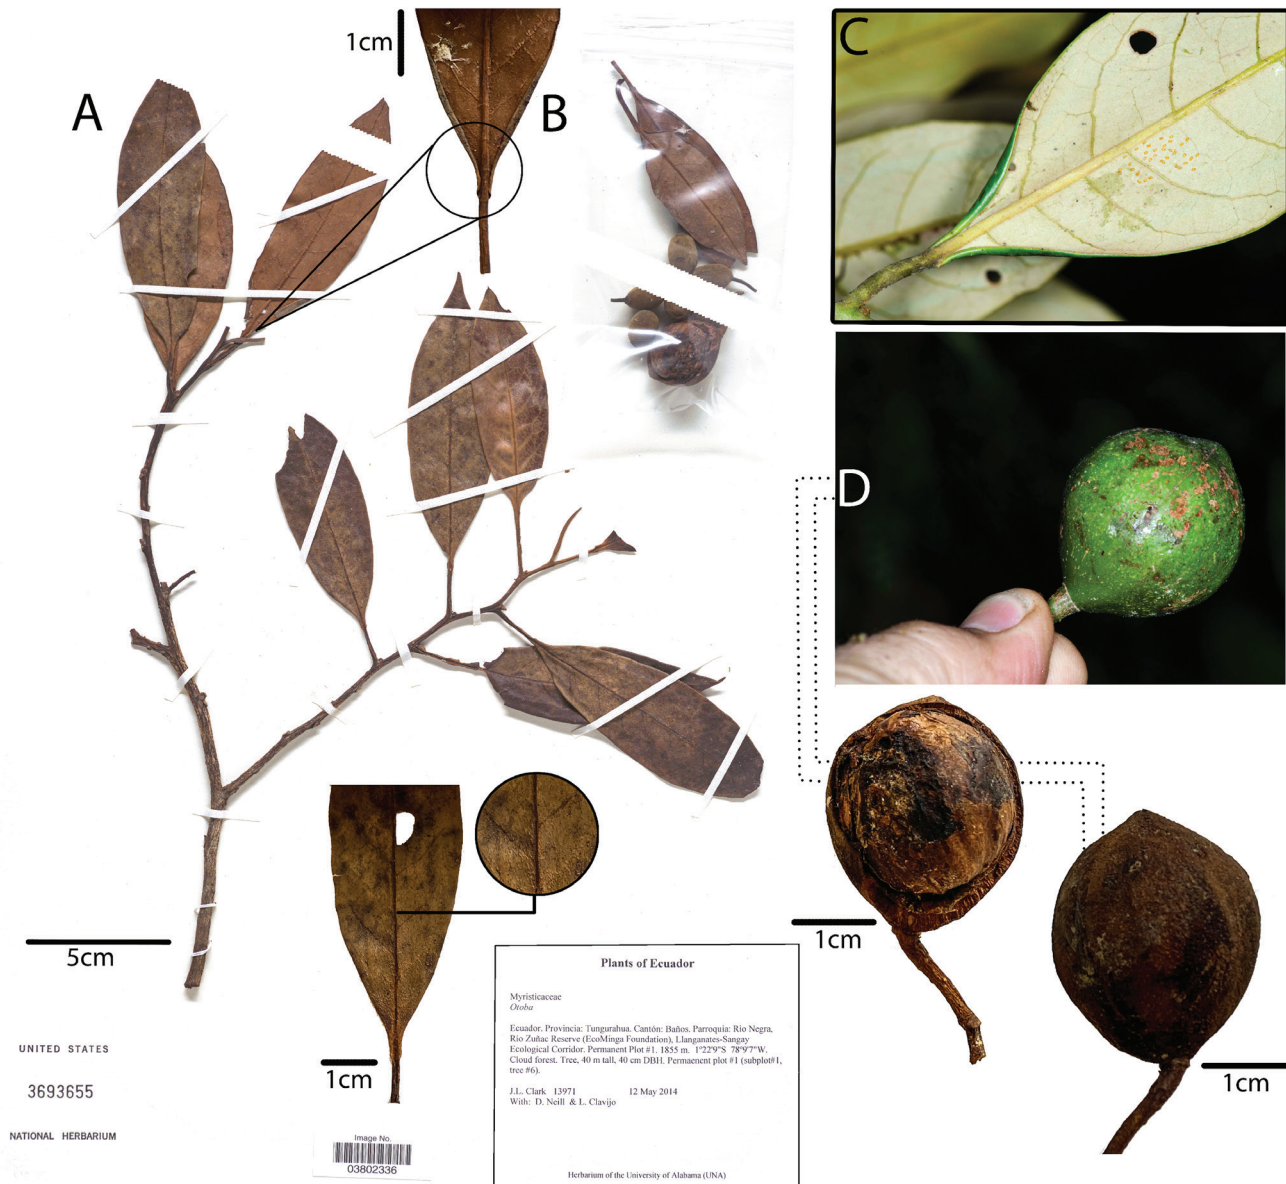 A
1cm
B
C
D
5cm
1cm
1cm
1cm
UNITED STATES
3693655
NATIONAL HERBARIUM
Image No.
03802336
Plants of Ecuador
Myristicaceae
Otoba
Ecuador. Provincia: Tungurahua. Cantón: Baños. Parroquia: Río Negra,
Río Zuñac Reserve (EcoMinga Foundation), Llanganates-Sangay
Ecological Corridor. Permanent Plot #1. 1855 m. 1°22'9"S 78°9'7"W.
Cloud forest. Tree, 40 m tall, 40 cm DBH. Permaenent plot #1 (subplot#1,
tree #6).
J.L. Clark 13971 12 May 2014
With: D. Neill & L. Clavijo
Herbarium of the University of Alabama (UNA)